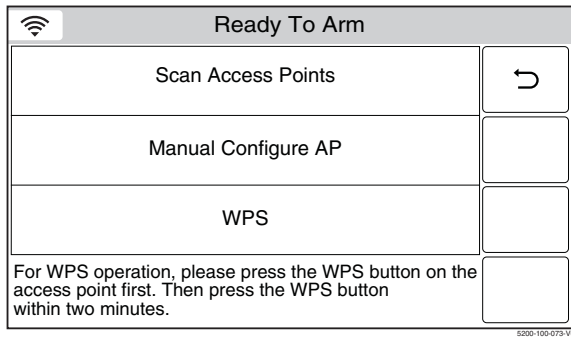 Ready To Arm
Scan Access Points
Manual Configure AP
WPS
For WPS operation, please press the WPS button on the
access point first. Then press the WPS button
within two minutes.
5200-100-073-V